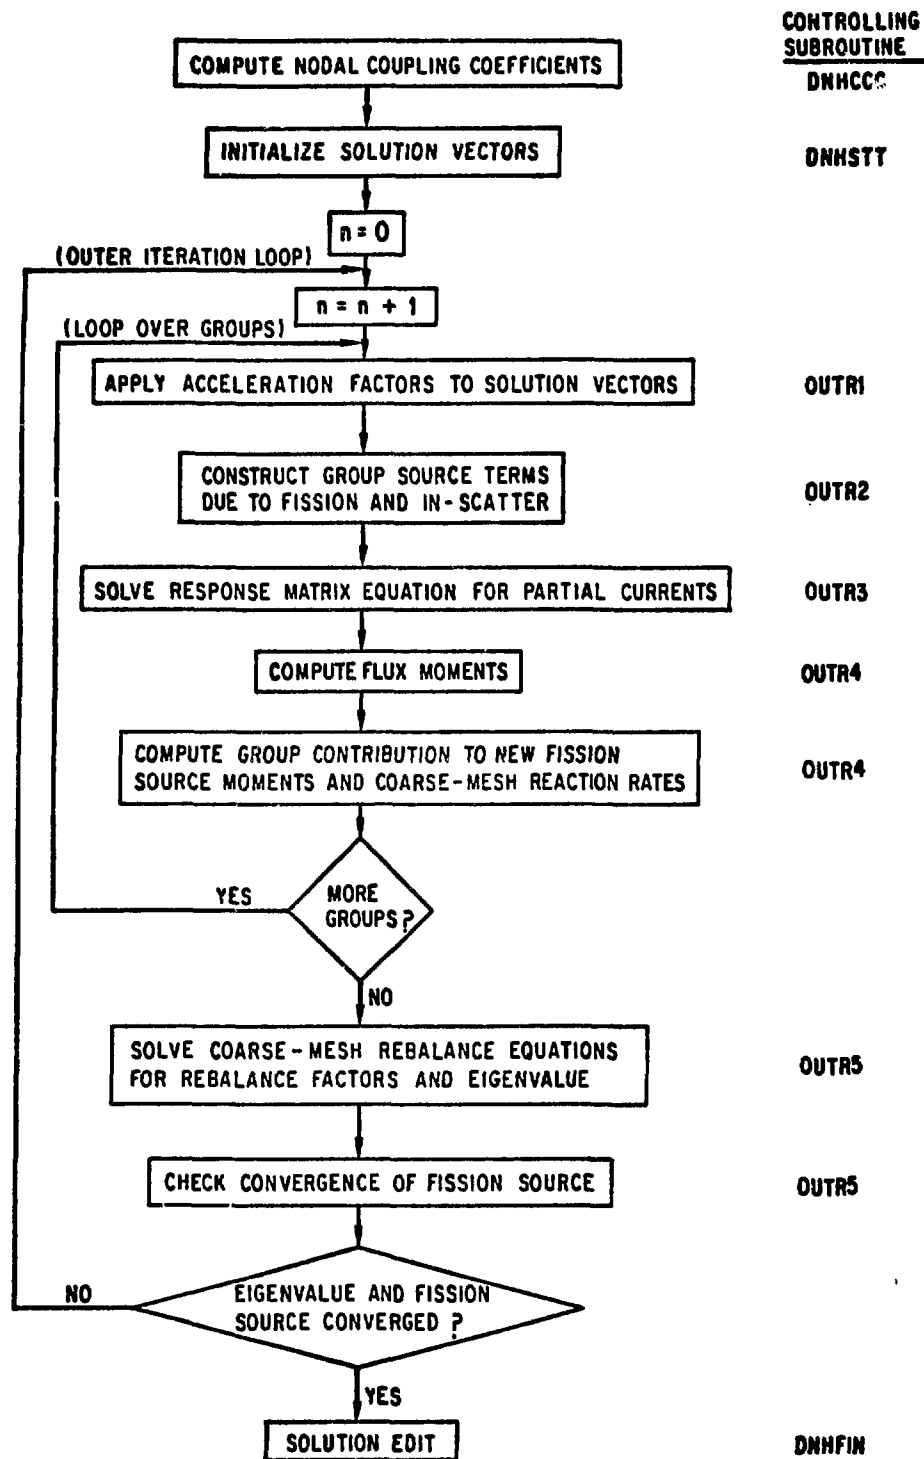 CONTROLLING
SUBROUTINE
COMPUTE NODAL COUPLING COEFFICIENTS
DNHCCC
INITIALIZE SOLUTION VECTORS
DNHSTT
n = 0
(OUTER ITERATION LOOP)
n = n + 1
(LOOP OVER GROUPS)
APPLY ACCELERATION FACTORS TO SOLUTION VECTORS
OUTR1
CONSTRUCT GROUP SOURCE TERMS
DUE TO FISSION AND IN-SCATTER
OUTR2
SOLVE RESPONSE MATRIX EQUATION FOR PARTIAL CURRENTS
OUTR3
COMPUTE FLUX MOMENTS
OUTR4
COMPUTE GROUP CONTRIBUTION TO NEW FISSION
SOURCE MOMENTS AND COARSE-MESH REACTION RATES
OUTR4
YES
MORE
GROUPS?
NO
SOLVE COARSE-MESH REBALANCE EQUATIONS
FOR REBALANCE FACTORS AND EIGENVALUE
OUTR5
CHECK CONVERGENCE OF FISSION SOURCE
OUTR5
NO
EIGENVALUE AND FISSION
SOURCE CONVERGED ?
YES
SOLUTION EDIT
DNHFIN